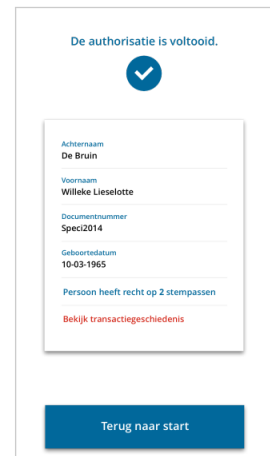 De authorisatie is voltooid.
Achternaam
De Bruin
Voornaam
Willeke Lieselotte
Documentnummer
Speci2014
Geboortedatum
10-03-1965
Persoon heeft recht op 2 stempassen
Bekijk transactiegeschiedenis
Terug naar start